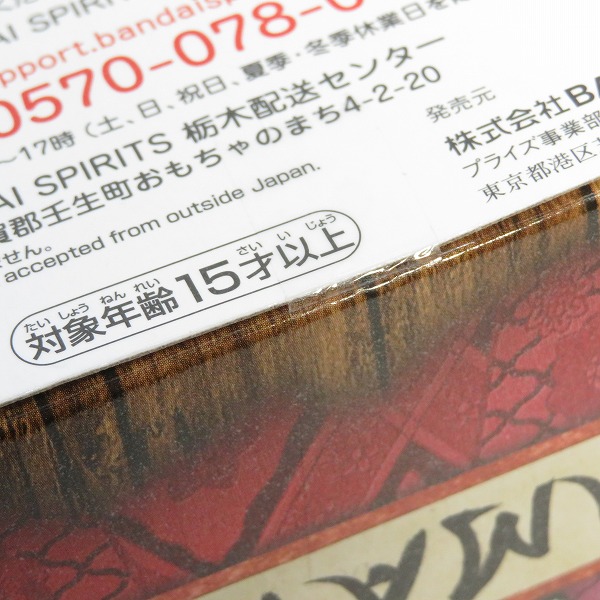 AI SPIRITS
upport.bandaisp
0570-078-0
～17時（土、日、祝日、夏季・冬季休業日を
AI SPIRITS 栃木配送センター
賀郡壬生町おもちゃのまち4-2-20
せん。
accepted from outside Japan.
たい しょう ねん れい さい い じょう
対象年齢15才以上
発売元
株式会社BA
プライズ事業部
東京都港区